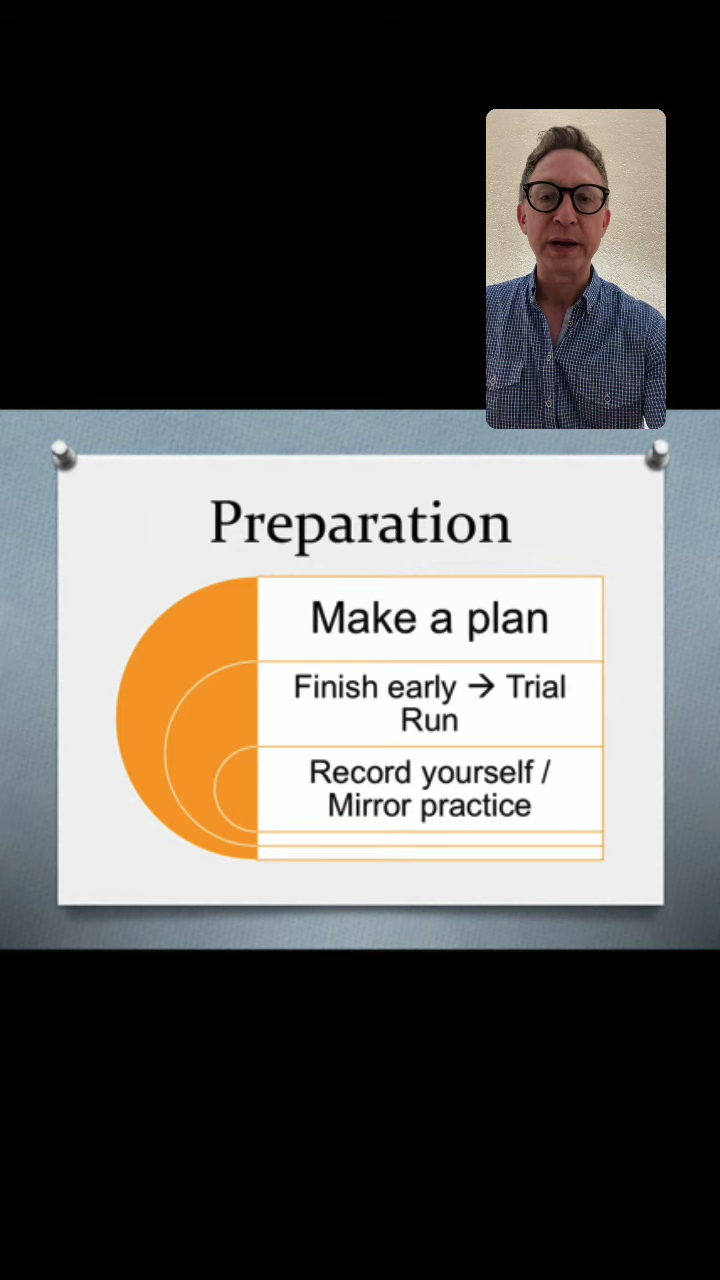 Preparation
Make a plan
Finish early → Trial
Run
Record yourself /
Mirror practice